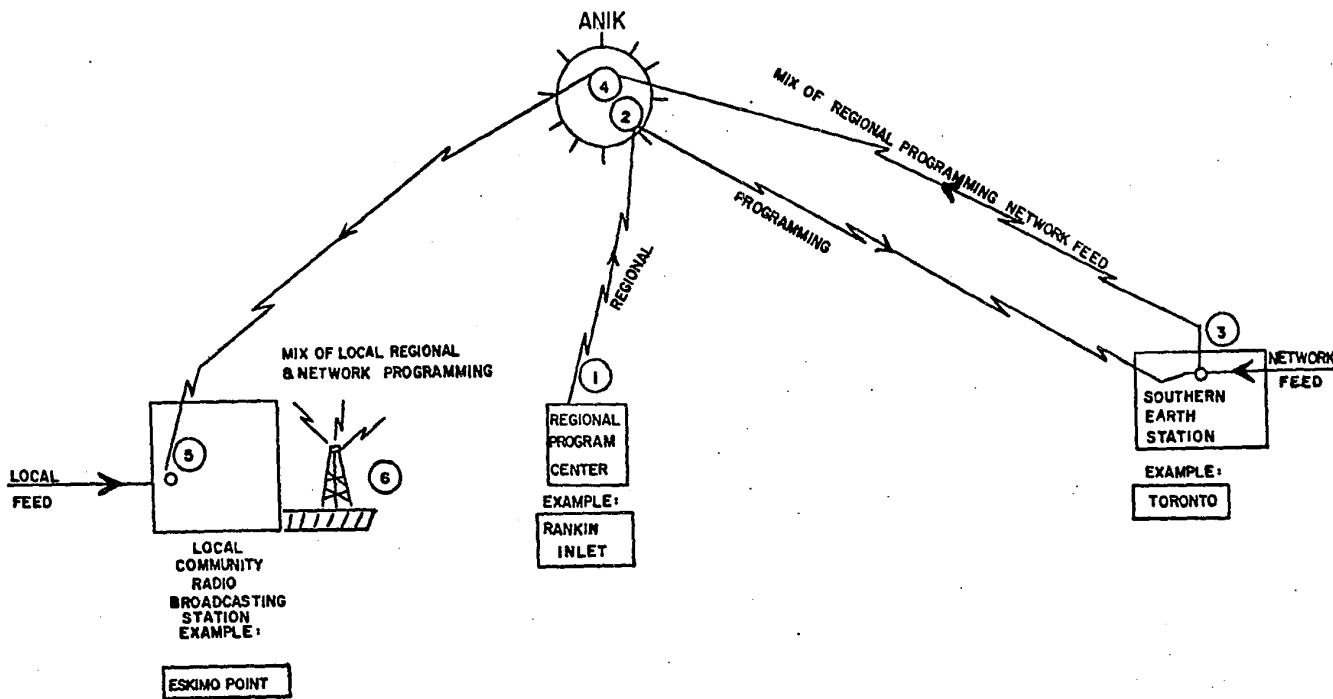 ANIK
4
2
MIX OF REGIONAL PROGRAMMING NETWORK FEED
PROGRAMMING
REGIONAL
3
NETWORK
FEED
SOUTHERN
EARTH
STATION
EXAMPLE:
TORONTO
1
REGIONAL
PROGRAM
CENTER
EXAMPLE:
RANKIN
INLET
MIX OF LOCAL REGIONAL
& NETWORK PROGRAMMING
5
6
LOCAL
FEED
LOCAL
COMMUNITY
RADIO
BROADCASTING
STATION
EXAMPLE:
ESKIMO POINT